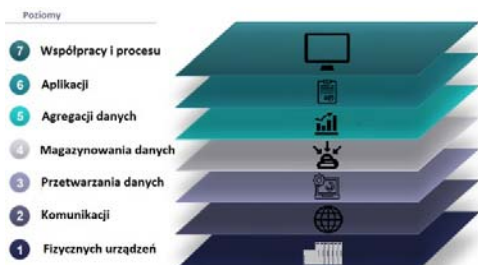 Poziomy
7 Współpracy i procesu
6 Aplikacji
5 Agregacji danych
4 Magazynowania danych
3 Przetwarzania danych
2 Komunikacji
1 Fizycznych urządzeń